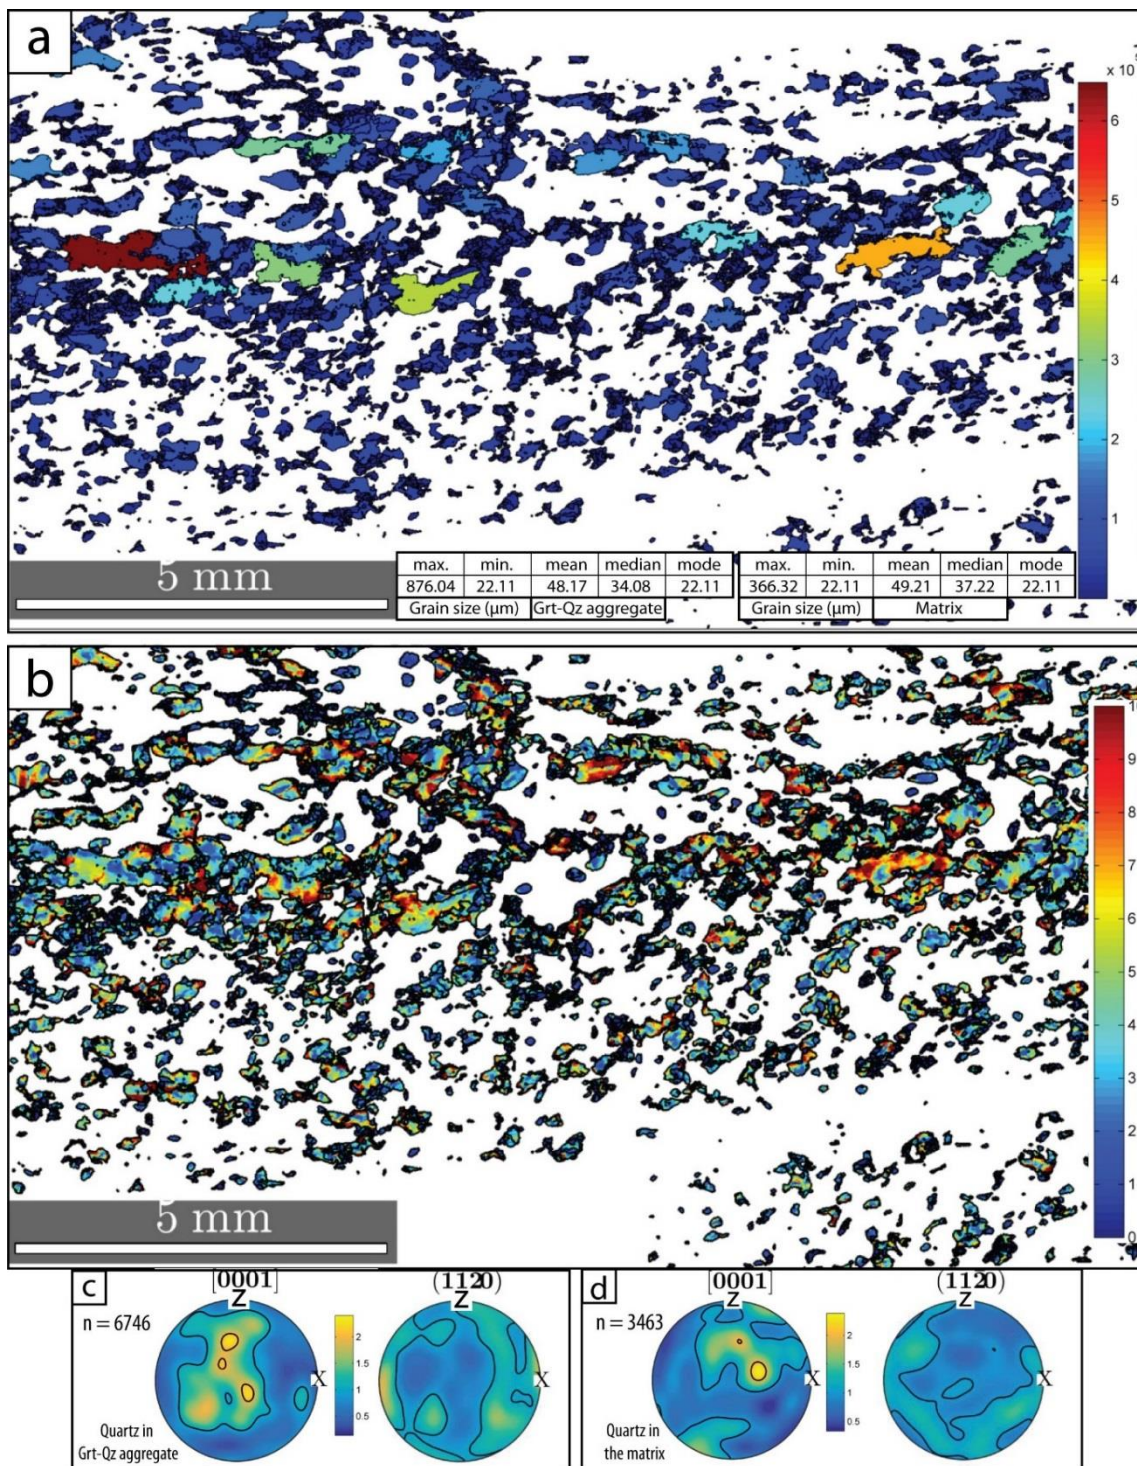 a
x 10
6
5
4
3
2
1
5 mm
max. min. mean median mode
876.04 22.11 48.17 34.08 22.11
Grain size (µm) Grt-Qz aggregate
max. min. mean median mode
366.32 22.11 49.21 37.22 22.11
Grain size (µm) Matrix
b
10
9
8
7
6
5
4
3
2
1
0
5 mm
c
n = 6746
[0001]
Z
2
1.5
1
0.5
(1120)
Z
X
X
Quartz in
Grt-Qz aggregate
d
n = 3463
[0001]
Z
2
1.5
1
0.5
(1120)
Z
X
X
Quartz in
the matrix